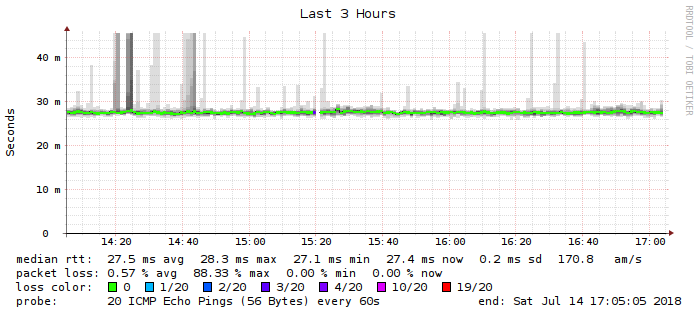 Last 3 Hours
RRDTOOL / TOBI OETIKER
Seconds
40 m
30 m
20 m
10 m
0
14:20 14:40 15:00 15:20 15:40 16:00 16:20 16:40 17:00
median rtt: 27.5 ms avg 28.3 ms max 27.1 ms min 27.4 ms now 0.2 ms sd 170.8 am/s
packet loss: 0.57 % avg 88.33 % max 0.00 % min 0.00 % now
loss color: 0 1/20 2/20 3/20 4/20 10/20 19/20
probe: 20 ICMP Echo Pings (56 Bytes) every 60s end: Sat Jul 14 17:05:05 2018